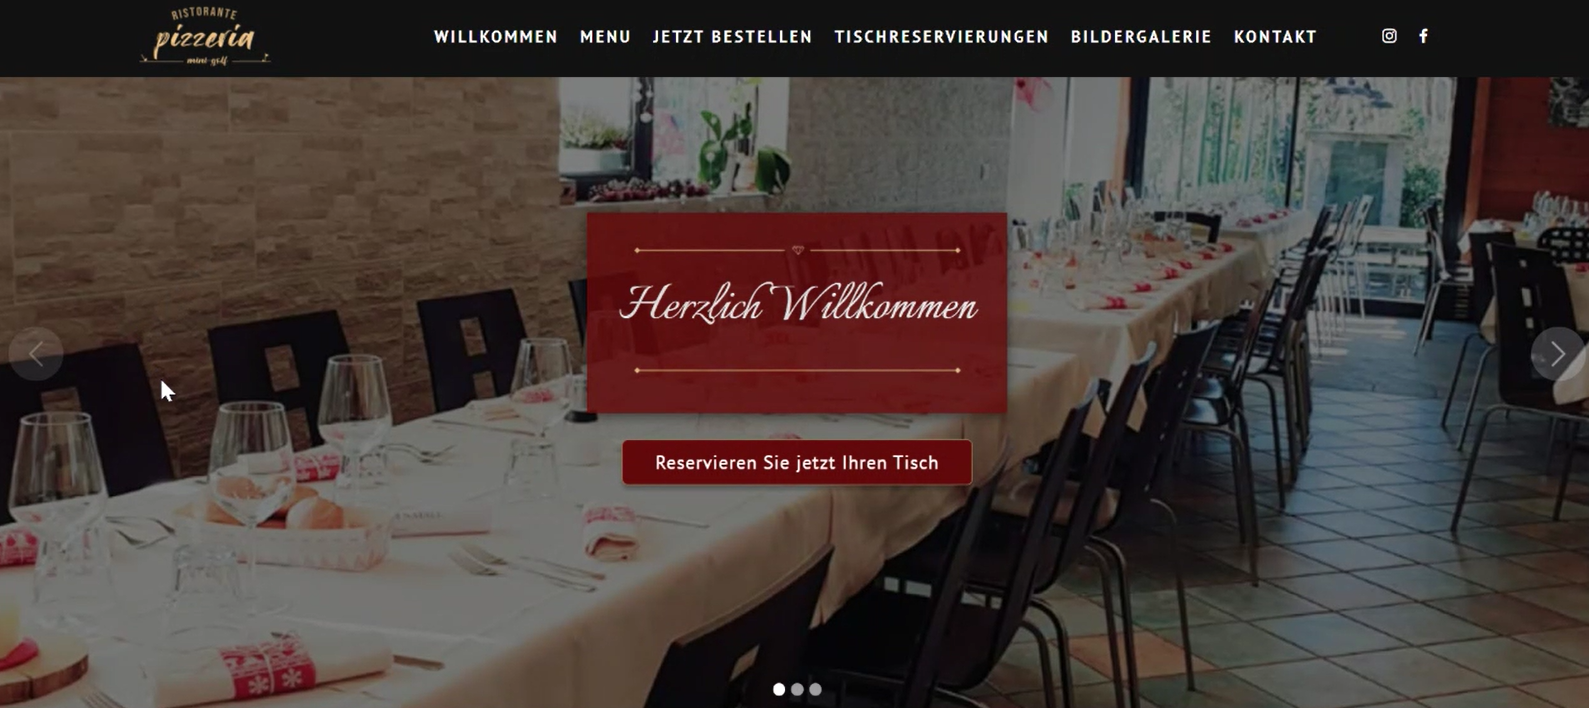 RISTORANTE
pizzeria
mini-golf
WILLKOMMEN MENU JETZT BESTELLEN TISCHRESERVIERUNGEN BILDERGALERIE KONTAKT
Herzlich Willkommen
Reservieren Sie jetzt Ihren Tisch